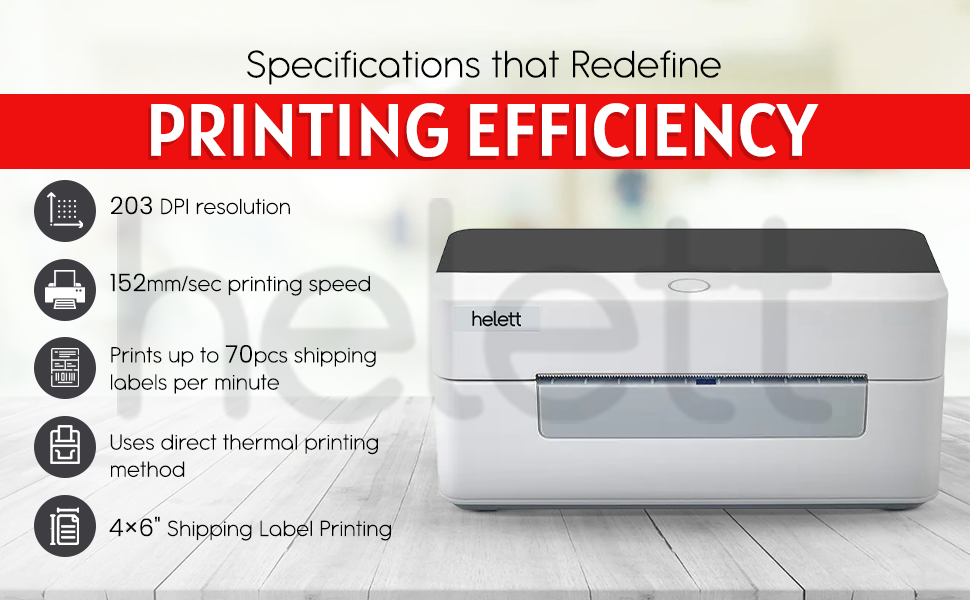 Specifications that Redefine
PRINTING EFFICIENCY
203 DPI resolution
152mm/sec printing speed
Prints up to 70pcs shipping
labels per minute
Uses direct thermal printing
method
4×6" Shipping Label Printing
helett
helett